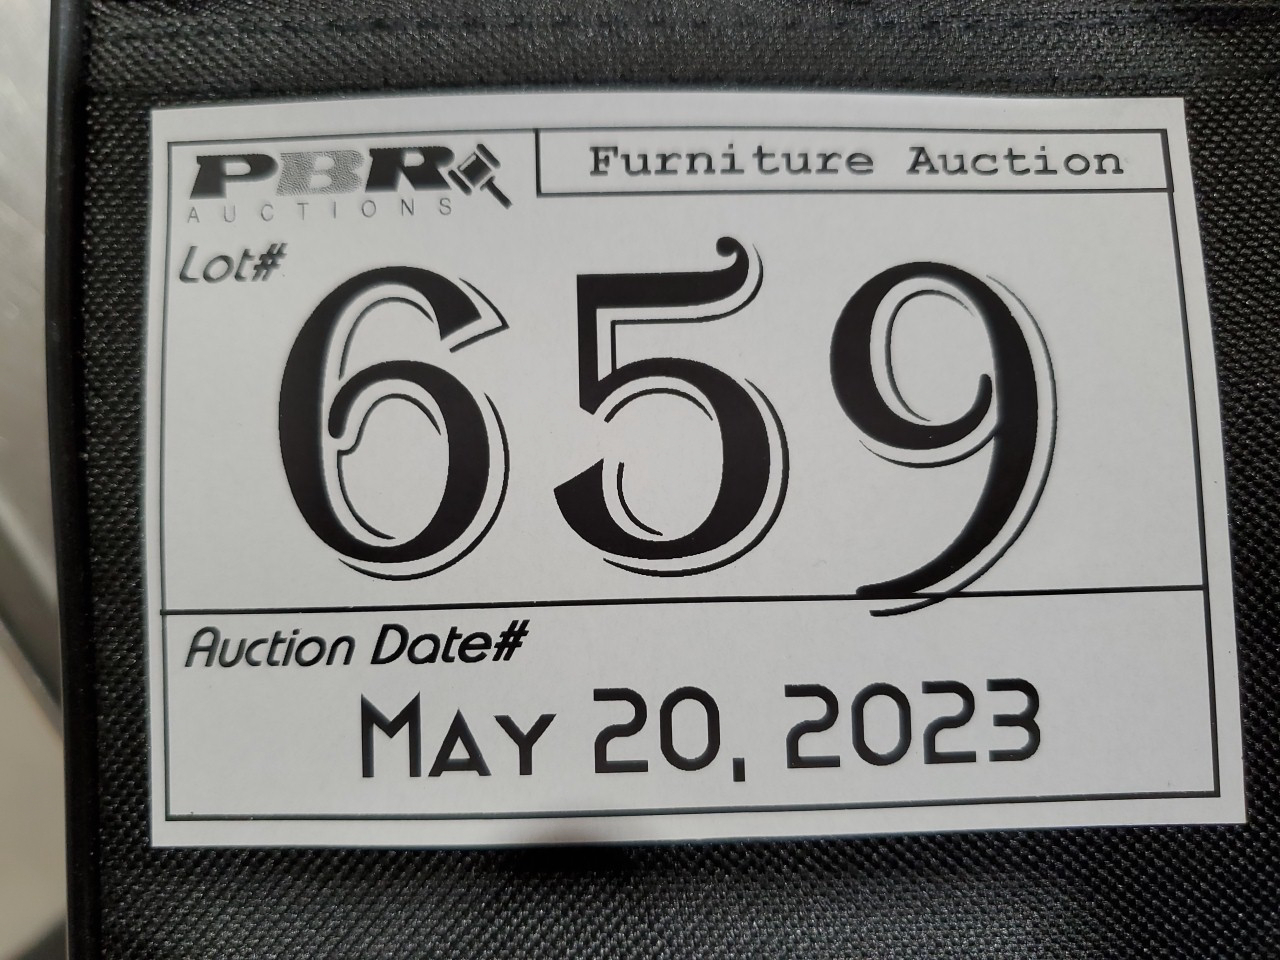 PBR
AUCTIONS
Furniture Auction
Lot#
659
Auction Date#
May 20, 2023